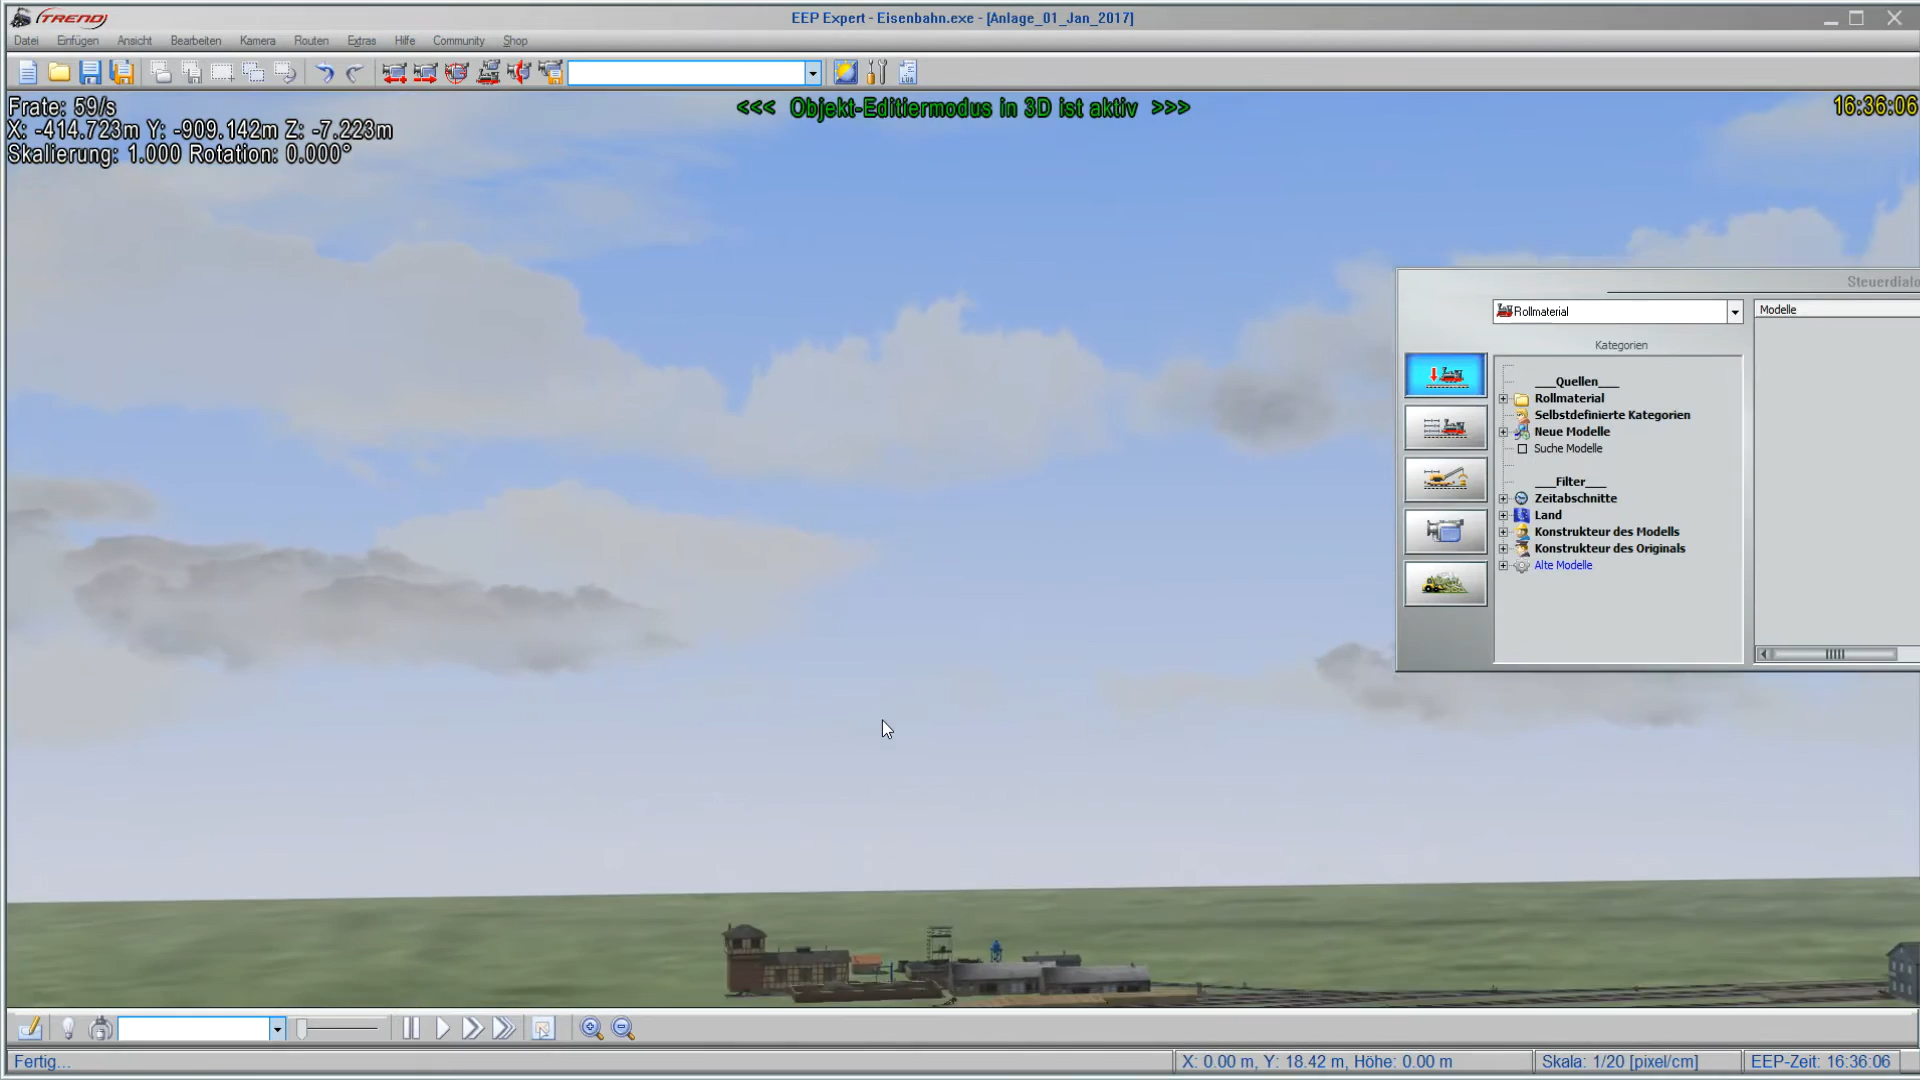 TREND
EEP Expert - Eisenbahn.exe - [Anlage_01_Jan_2017]
Datei Einfügen Ansicht Bearbeiten Kamera Routen Extras Hilfe Community Shop
LUA
Frate: 59/s
<<< Objekt-Editiermodus in 3D ist aktiv >>>
16:36:06
X: -414.723m Y: -909.142m Z: -7.223m
Skalierung: 1.000 Rotation: 0.000°
Steuerdialo
Rollmaterial
Modelle
Kategorien
___Quellen___
Rollmaterial
Selbstdefinierte Kategorien
Neue Modelle
Suche Modelle
___Filter___
Zeitabschnitte
Land
Konstrukteur des Modells
Konstrukteur des Originals
Alte Modelle
Fertig...
X: 0.00 m, Y: 18.42 m, Höhe: 0.00 m
Skala: 1/20 [pixel/cm]
EEP-Zeit: 16:36:06